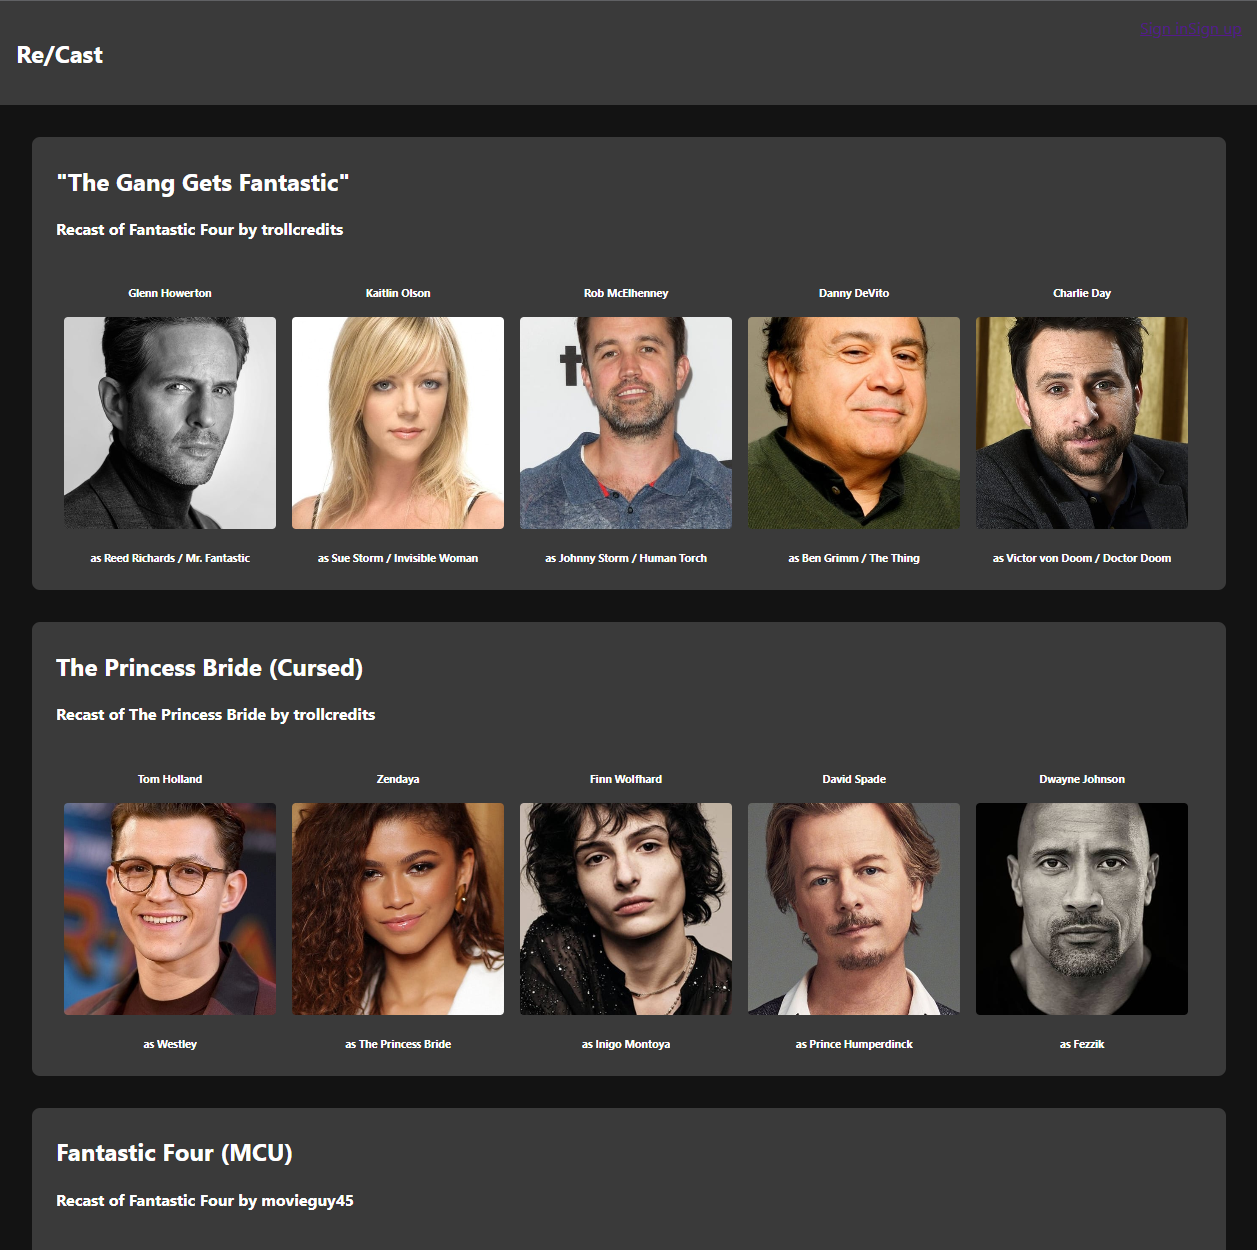 Re/Cast
Sign In/Sign Up
"The Gang Gets Fantastic"
Recast of Fantastic Four by trollcredits
Glenn Howerton
Kaitlin Olson
Rob McElhenney
Danny DeVito
Charlie Day
as Reed Richards / Mr. Fantastic
as Sue Storm / Invisible Woman
as Johnny Storm / Human Torch
as Ben Grimm / The Thing
as Victor von Doom / Doctor Doom
The Princess Bride (Cursed)
Recast of The Princess Bride by trollcredits
Tom Holland
Zendaya
Finn Wolfhard
David Spade
Dwayne Johnson
as Westley
as The Princess Bride
as Inigo Montoya
as Prince Humperdinck
as Fezzik
Fantastic Four (MCU)
Recast of Fantastic Four by movieguy45